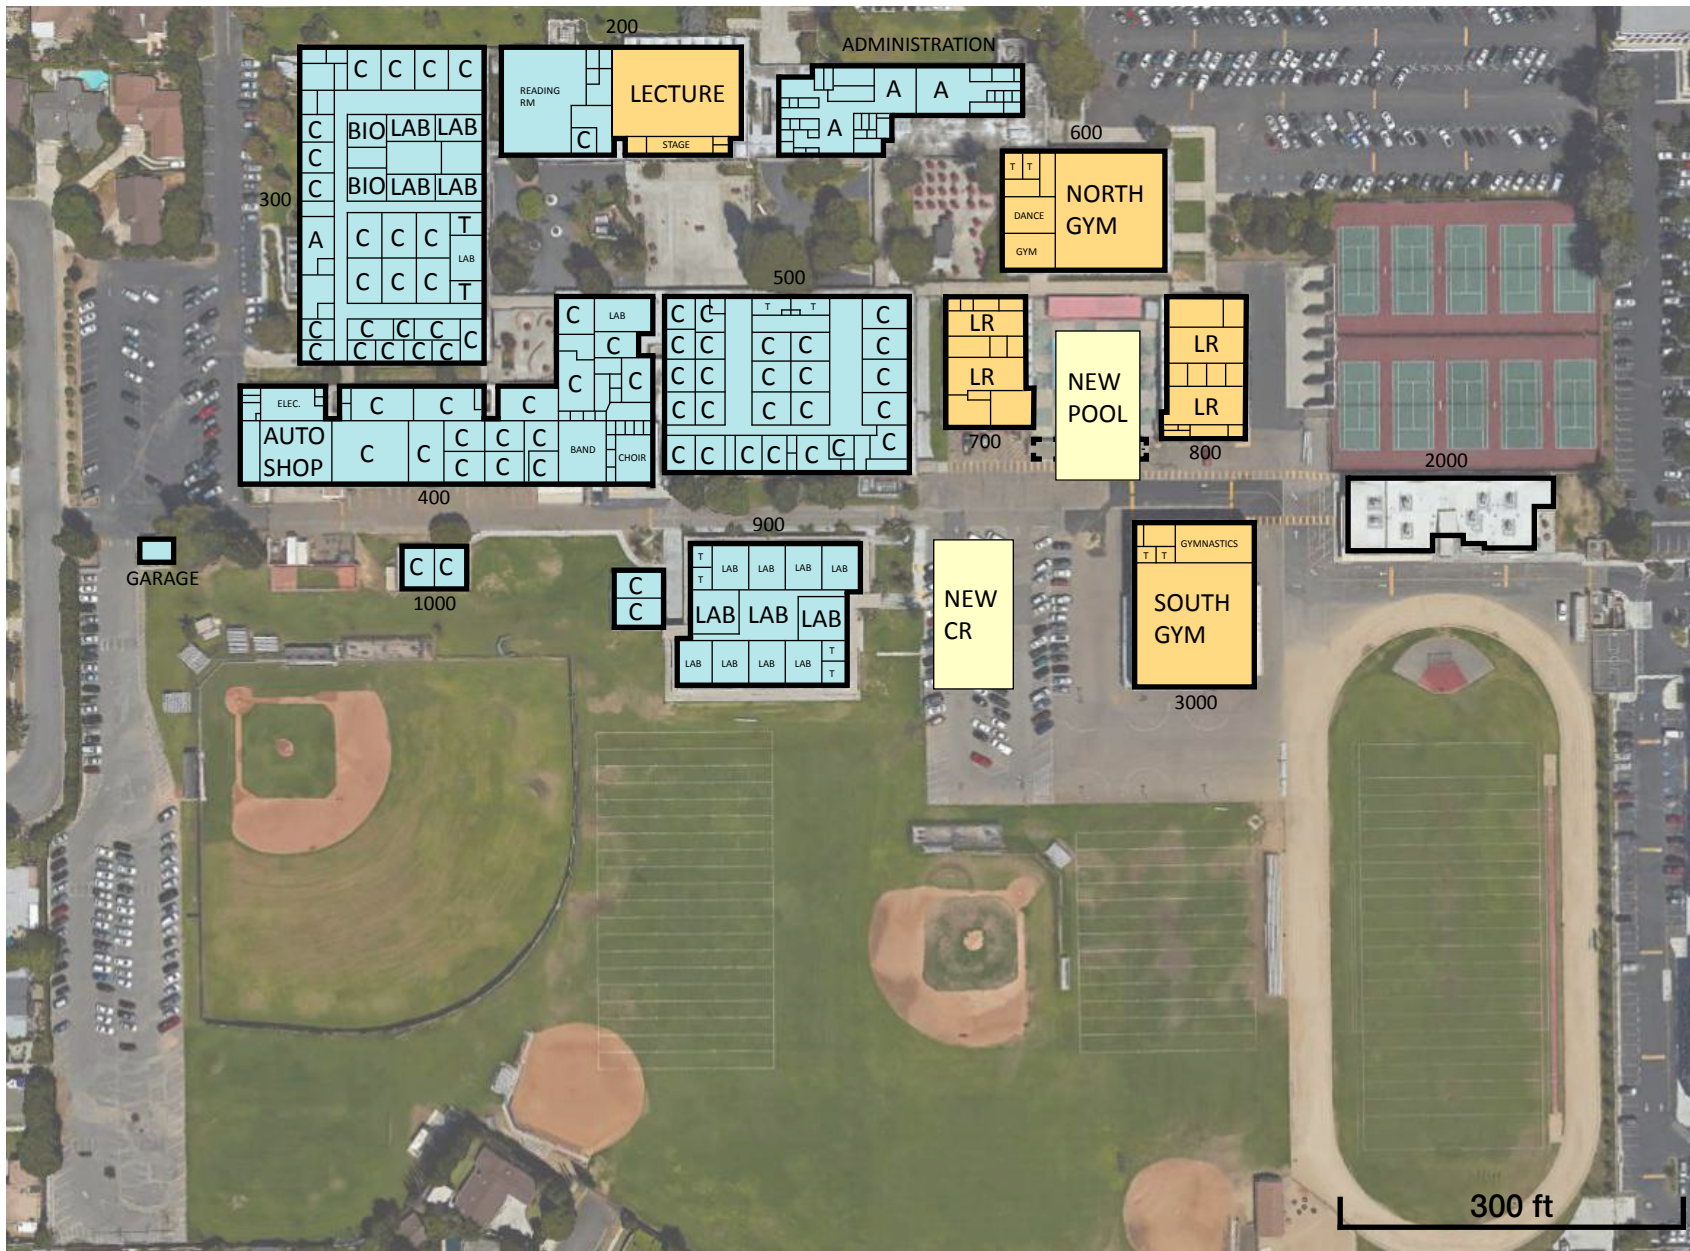 200
ADMINISTRATION
C C C C
READING
RM
LECTURE
STAGE
C
A A
A
C
C
C
A
BIO LAB LAB
BIO LAB LAB
300
C C C T
LAB
C C C T
C C C C C
C C C C C C
600
T T
NORTH
GYM
DANCE
GYM
500
C LAB
C
C C
ELEC.
C C C
AUTO
SHOP
C C C C C
C C C
BAND
CHOIR
400
C C T T C
C C C C C
C C C C C
C C C C C
C C C C C C C
LR
LR
700
NEW
POOL
LR
LR
800
2000
GARAGE
C C
1000
C
C
900
T LAB LAB LAB LAB
T
LAB LAB LAB
LAB LAB LAB LAB T
T
NEW
CR
GYMNASTICS
T T
SOUTH
GYM
3000
300 ft